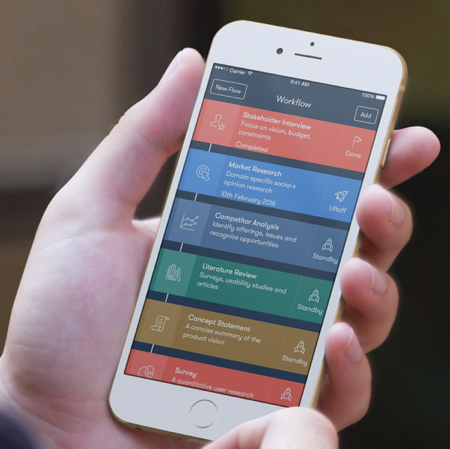 Carrier
9:41 AM
100%
New Flow
Workflow
Add
Stakeholder Interview
Focus on vision, budget,
constraints
Completed
Done
Market Research
Domain specific social +
opinion research
10th February 2016
Liftoff
Competitor Analysis
Identify offerings, issues and
recognize opportunities
Standby
Literature Review
Surveys, usability studies and
articles
Standby
Concept Statement
A concise summary of the
product vision
Standby
Survey
A quantitative user research